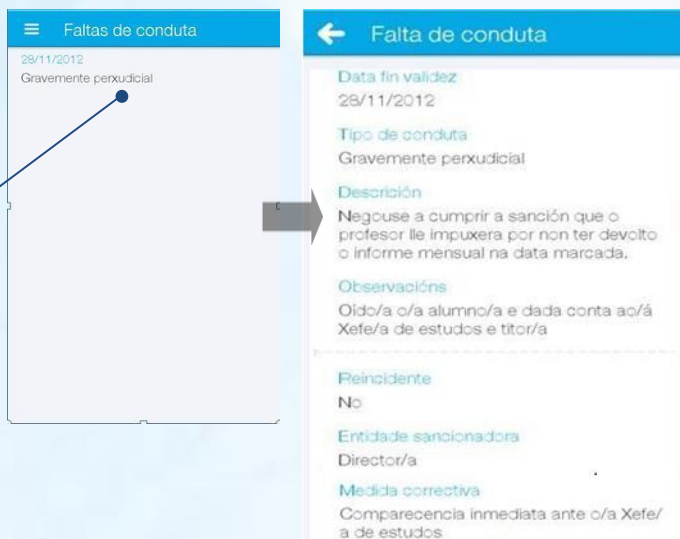 Faltas de conduta
28/11/2012
Gravemente perxudicial
Falta de conduta
Data fin validez
28/11/2012
Tipo de conduta
Gravemente perxudicial
Descrición
Negouse a cumprir a sanción que o
profesor lle impuxera por non ter devolto
o informe mensual na data marcada.
Observacións
Oído/a o/a alumno/a e dada conta ao/á
Xefe/a de estudos e titor/a
Reincidente
No
Entidade sancionadora
Director/a
Medida correctiva
Comparecencia inmediata ante o/a Xefe/
a de estudos